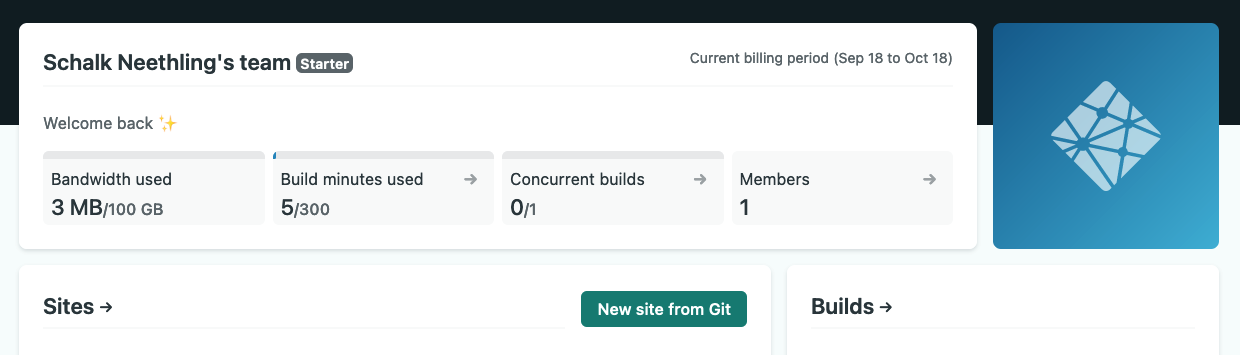 Schalk Neethling's team Starter
Current billing period (Sep 18 to Oct 18)
Welcome back ✨
Bandwidth used
3 MB/100 GB
Build minutes used →
5/300
Concurrent builds →
0/1
Members →
1
Sites →
New site from Git
Builds →